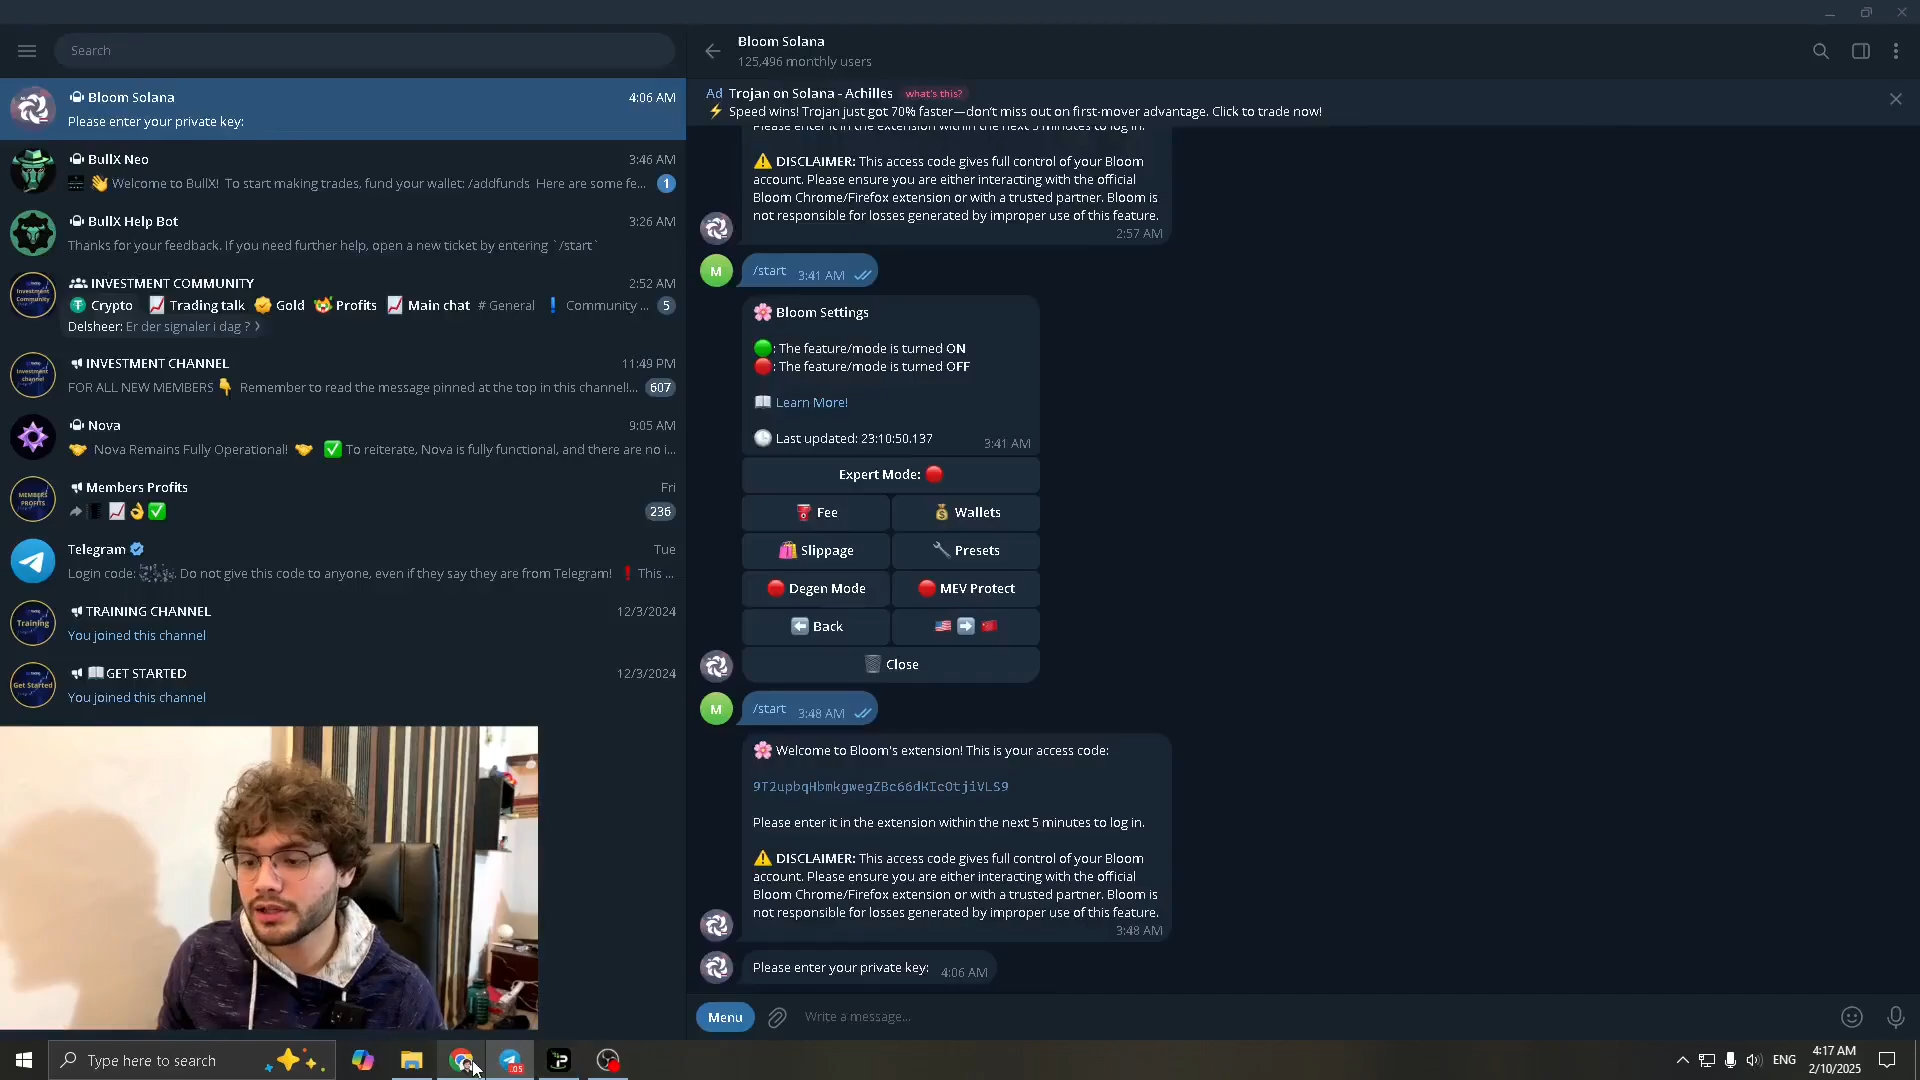 Search
Bloom Solana
4:06 AM
Please enter your private key:
BullX Neo
3:46 AM
Welcome to BullX! To start making trades, fund your wallet: /addfunds Here are some fe...
1
BullX Help Bot
3:26 AM
Thanks for your feedback. If you need further help, open a new ticket by entering `/start`
INVESTMENT COMMUNITY
2:52 AM
Crypto Trading talk Gold Profits Main chat # General Community ...
5
Delsheer: Er der signaler i dag ?
INVESTMENT CHANNEL
11:49 PM
FOR ALL NEW MEMBERS Remember to read the message pinned at the top in this channel!...
607
Nova
9:05 AM
Nova Remains Fully Operational! To reiterate, Nova is fully functional, and there are no i...
Members Profits
Fri
236
Telegram
Tue
Login code: . Do not give this code to anyone, even if they say they are from Telegram! This ...
TRAINING CHANNEL
12/3/2024
You joined this channel
GET STARTED
12/3/2024
You joined this channel
Bloom Solana
125,496 monthly users
Ad Trojan on Solana - Achilles what's this?
Speed wins! Trojan just got 70% faster—don't miss out on first-mover advantage. Click to trade now!
Please enter it in the extension within the next 5 minutes to log in.
DISCLAIMER: This access code gives full control of your Bloom
account. Please ensure you are either interacting with the official
Bloom Chrome/Firefox extension or with a trusted partner. Bloom is
not responsible for losses generated by improper use of this feature.
2:57 AM
M
/start 3:41 AM
Bloom Settings
: The feature/mode is turned ON
: The feature/mode is turned OFF
Learn More!
Last updated: 23:10:50.137
3:41 AM
Expert Mode:
Fee
Wallets
Slippage
Presets
Degen Mode
MEV Protect
Back
Close
M
/start 3:48 AM
Welcome to Bloom's extension! This is your access code:
9T2upbqHbmkgwegZBc66dKIcOtjiVLS9
Please enter it in the extension within the next 5 minutes to log in.
DISCLAIMER: This access code gives full control of your Bloom
account. Please ensure you are either interacting with the official
Bloom Chrome/Firefox extension or with a trusted partner. Bloom is
not responsible for losses generated by improper use of this feature.
3:48 AM
Please enter your private key: 4:06 AM
Menu
Write a message...
Type here to search
ENG
4:17 AM
2/10/2025